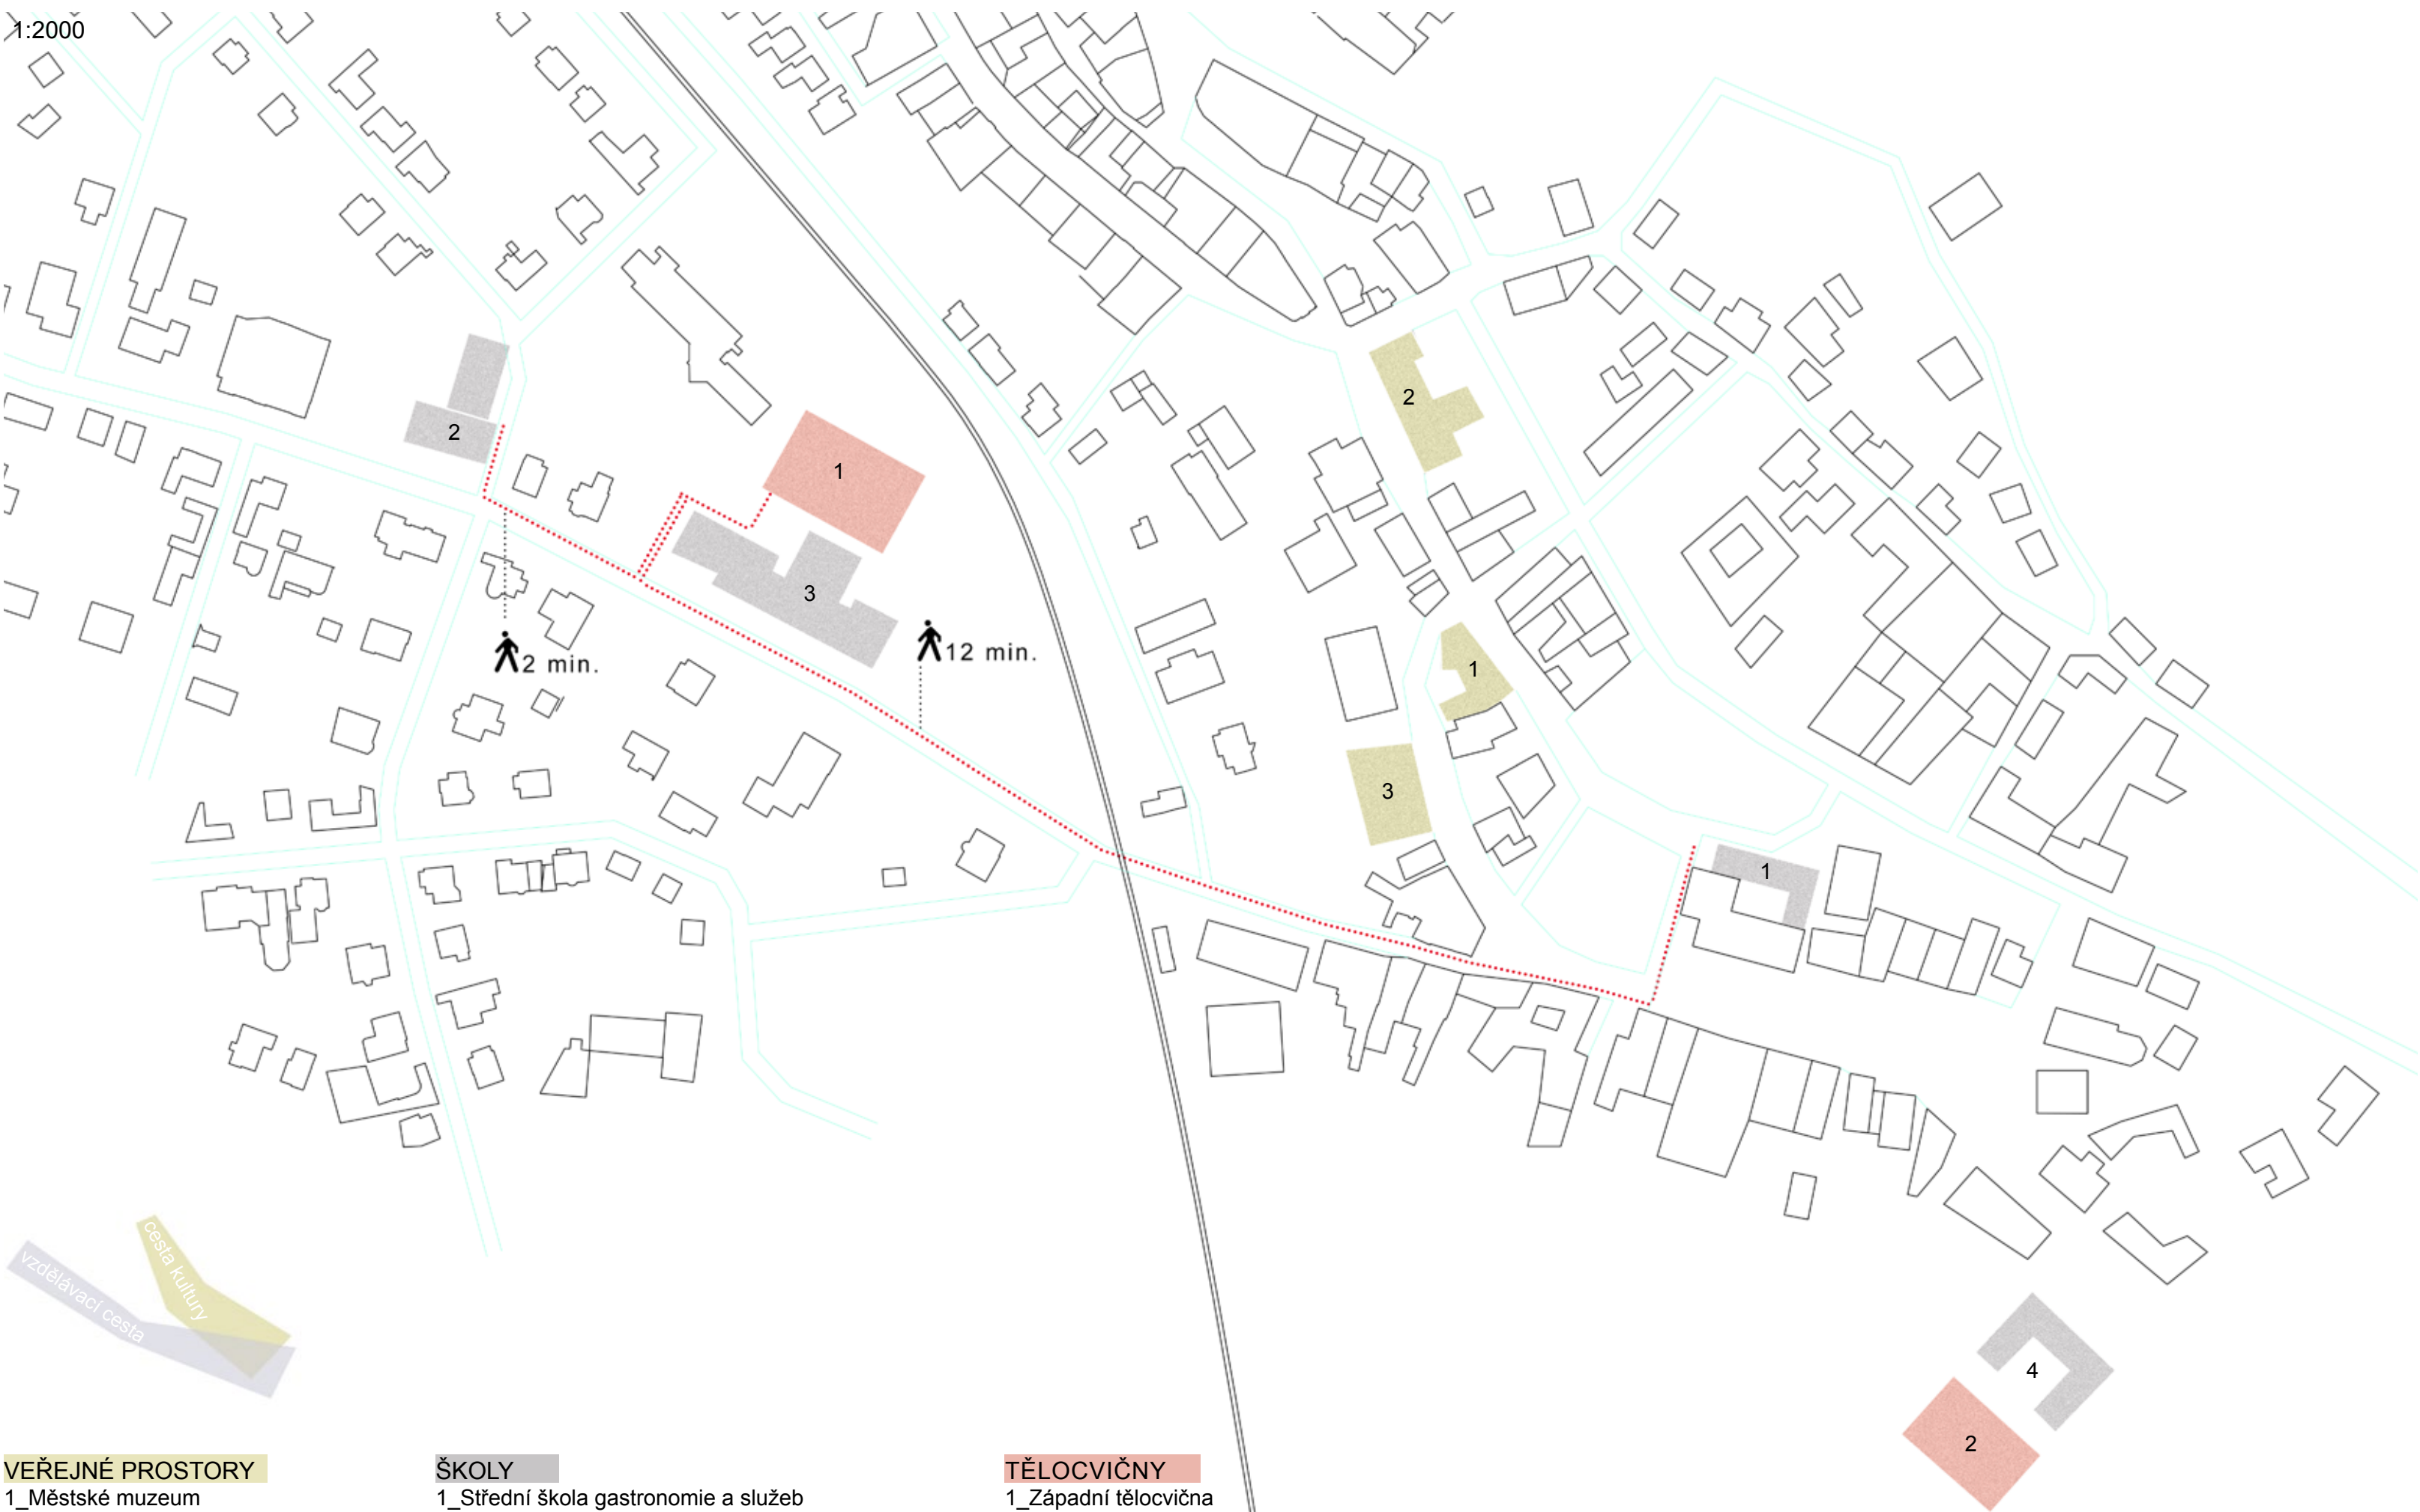 1:2000
2
2
1
3
2 min.
12 min.
1
3
1
4
2
cesta kultury
vzdělávací cesta
VEŘEJNÉ PROSTORY
1_Městské muzeum
ŠKOLY
1_Střední škola gastronomie a služeb
TĚLOCVIČNY
1_Západní tělocvična